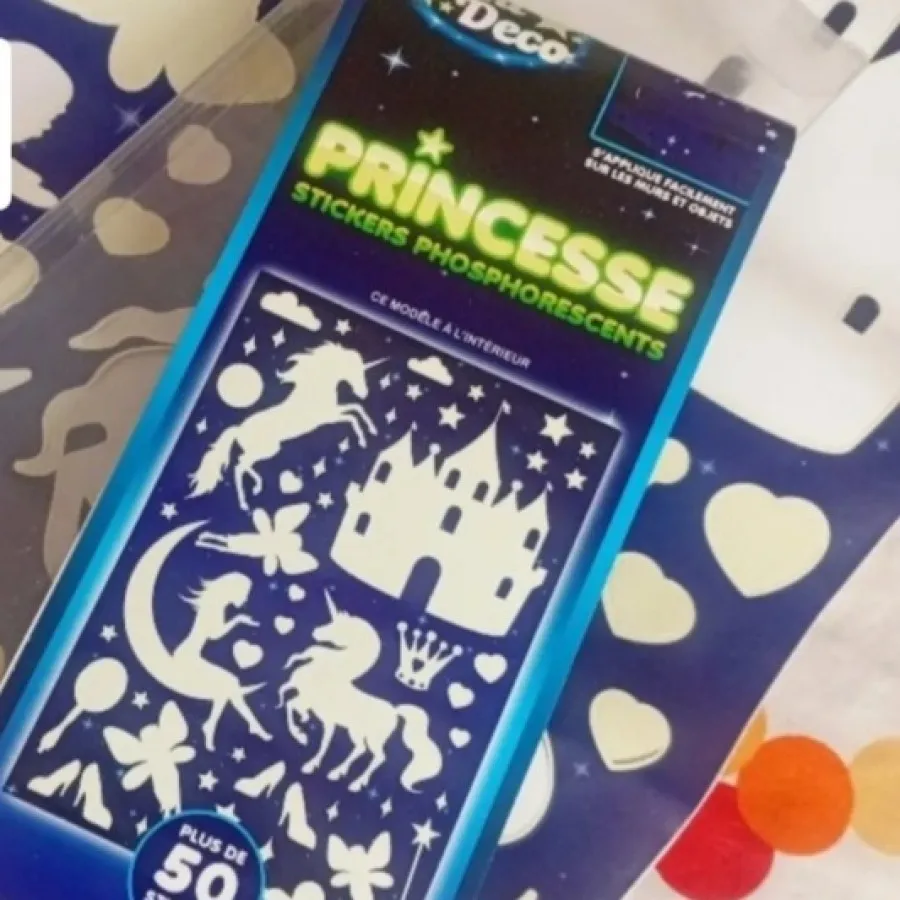 Deco
S'APPLIQUE FACILEMENT
SUR LES MURS ET OBJETS
PRINCESSE
STICKERS PHOSPHORESCENTS
CE MODÈLE À L'INTÉRIEUR
PLUS DE
50